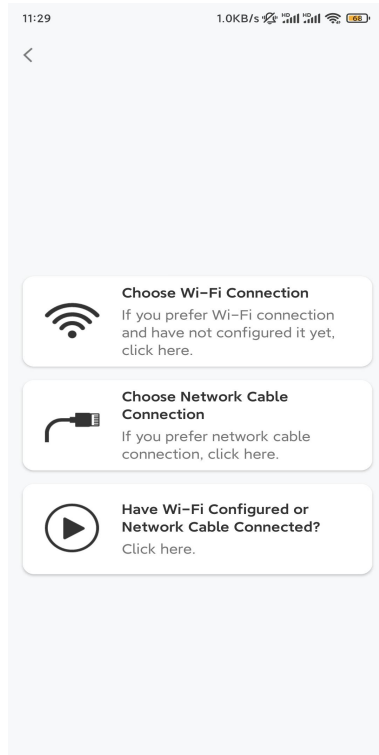 11:29
1.0KB/s HD HD 68
Choose Wi-Fi Connection
If you prefer Wi-Fi connection
and have not configured it yet,
click here.
Choose Network Cable
Connection
If you prefer network cable
connection, click here.
Have Wi-Fi Configured or
Network Cable Connected?
Click here.